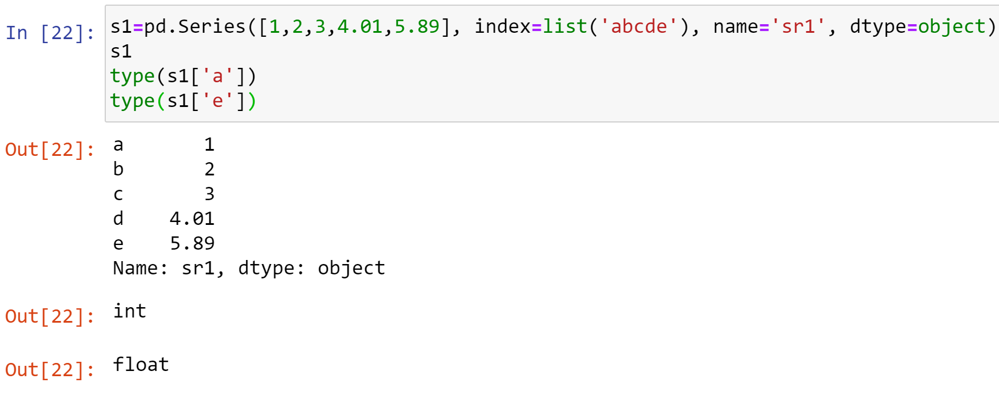 In [22]: s1=pd.Series([1,2,3,4.01,5.89], index=list('abcde'), name='sr1', dtype=object)
s1
type(s1['a'])
type(s1['e'])
Out[22]: a 1
b 2
c 3
d 4.01
e 5.89
Name: sr1, dtype: object
Out[22]: int
Out[22]: float